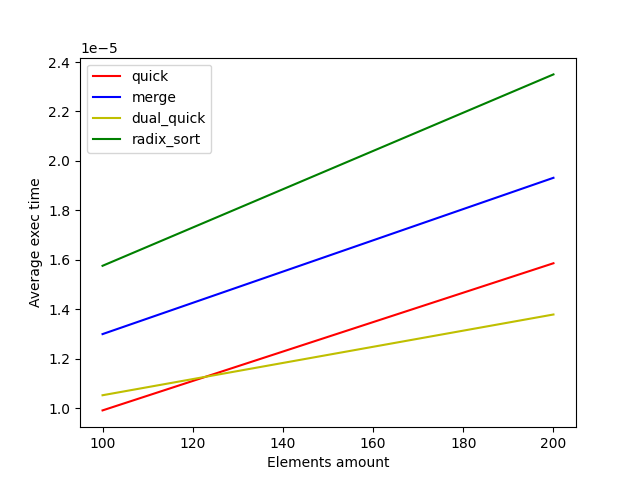 1e−5
2.4
2.2
2.0
1.8
1.6
1.4
1.2
1.0
Average exec time
quick
merge
dual_quick
radix_sort
100 120 140 160 180 200
Elements amount